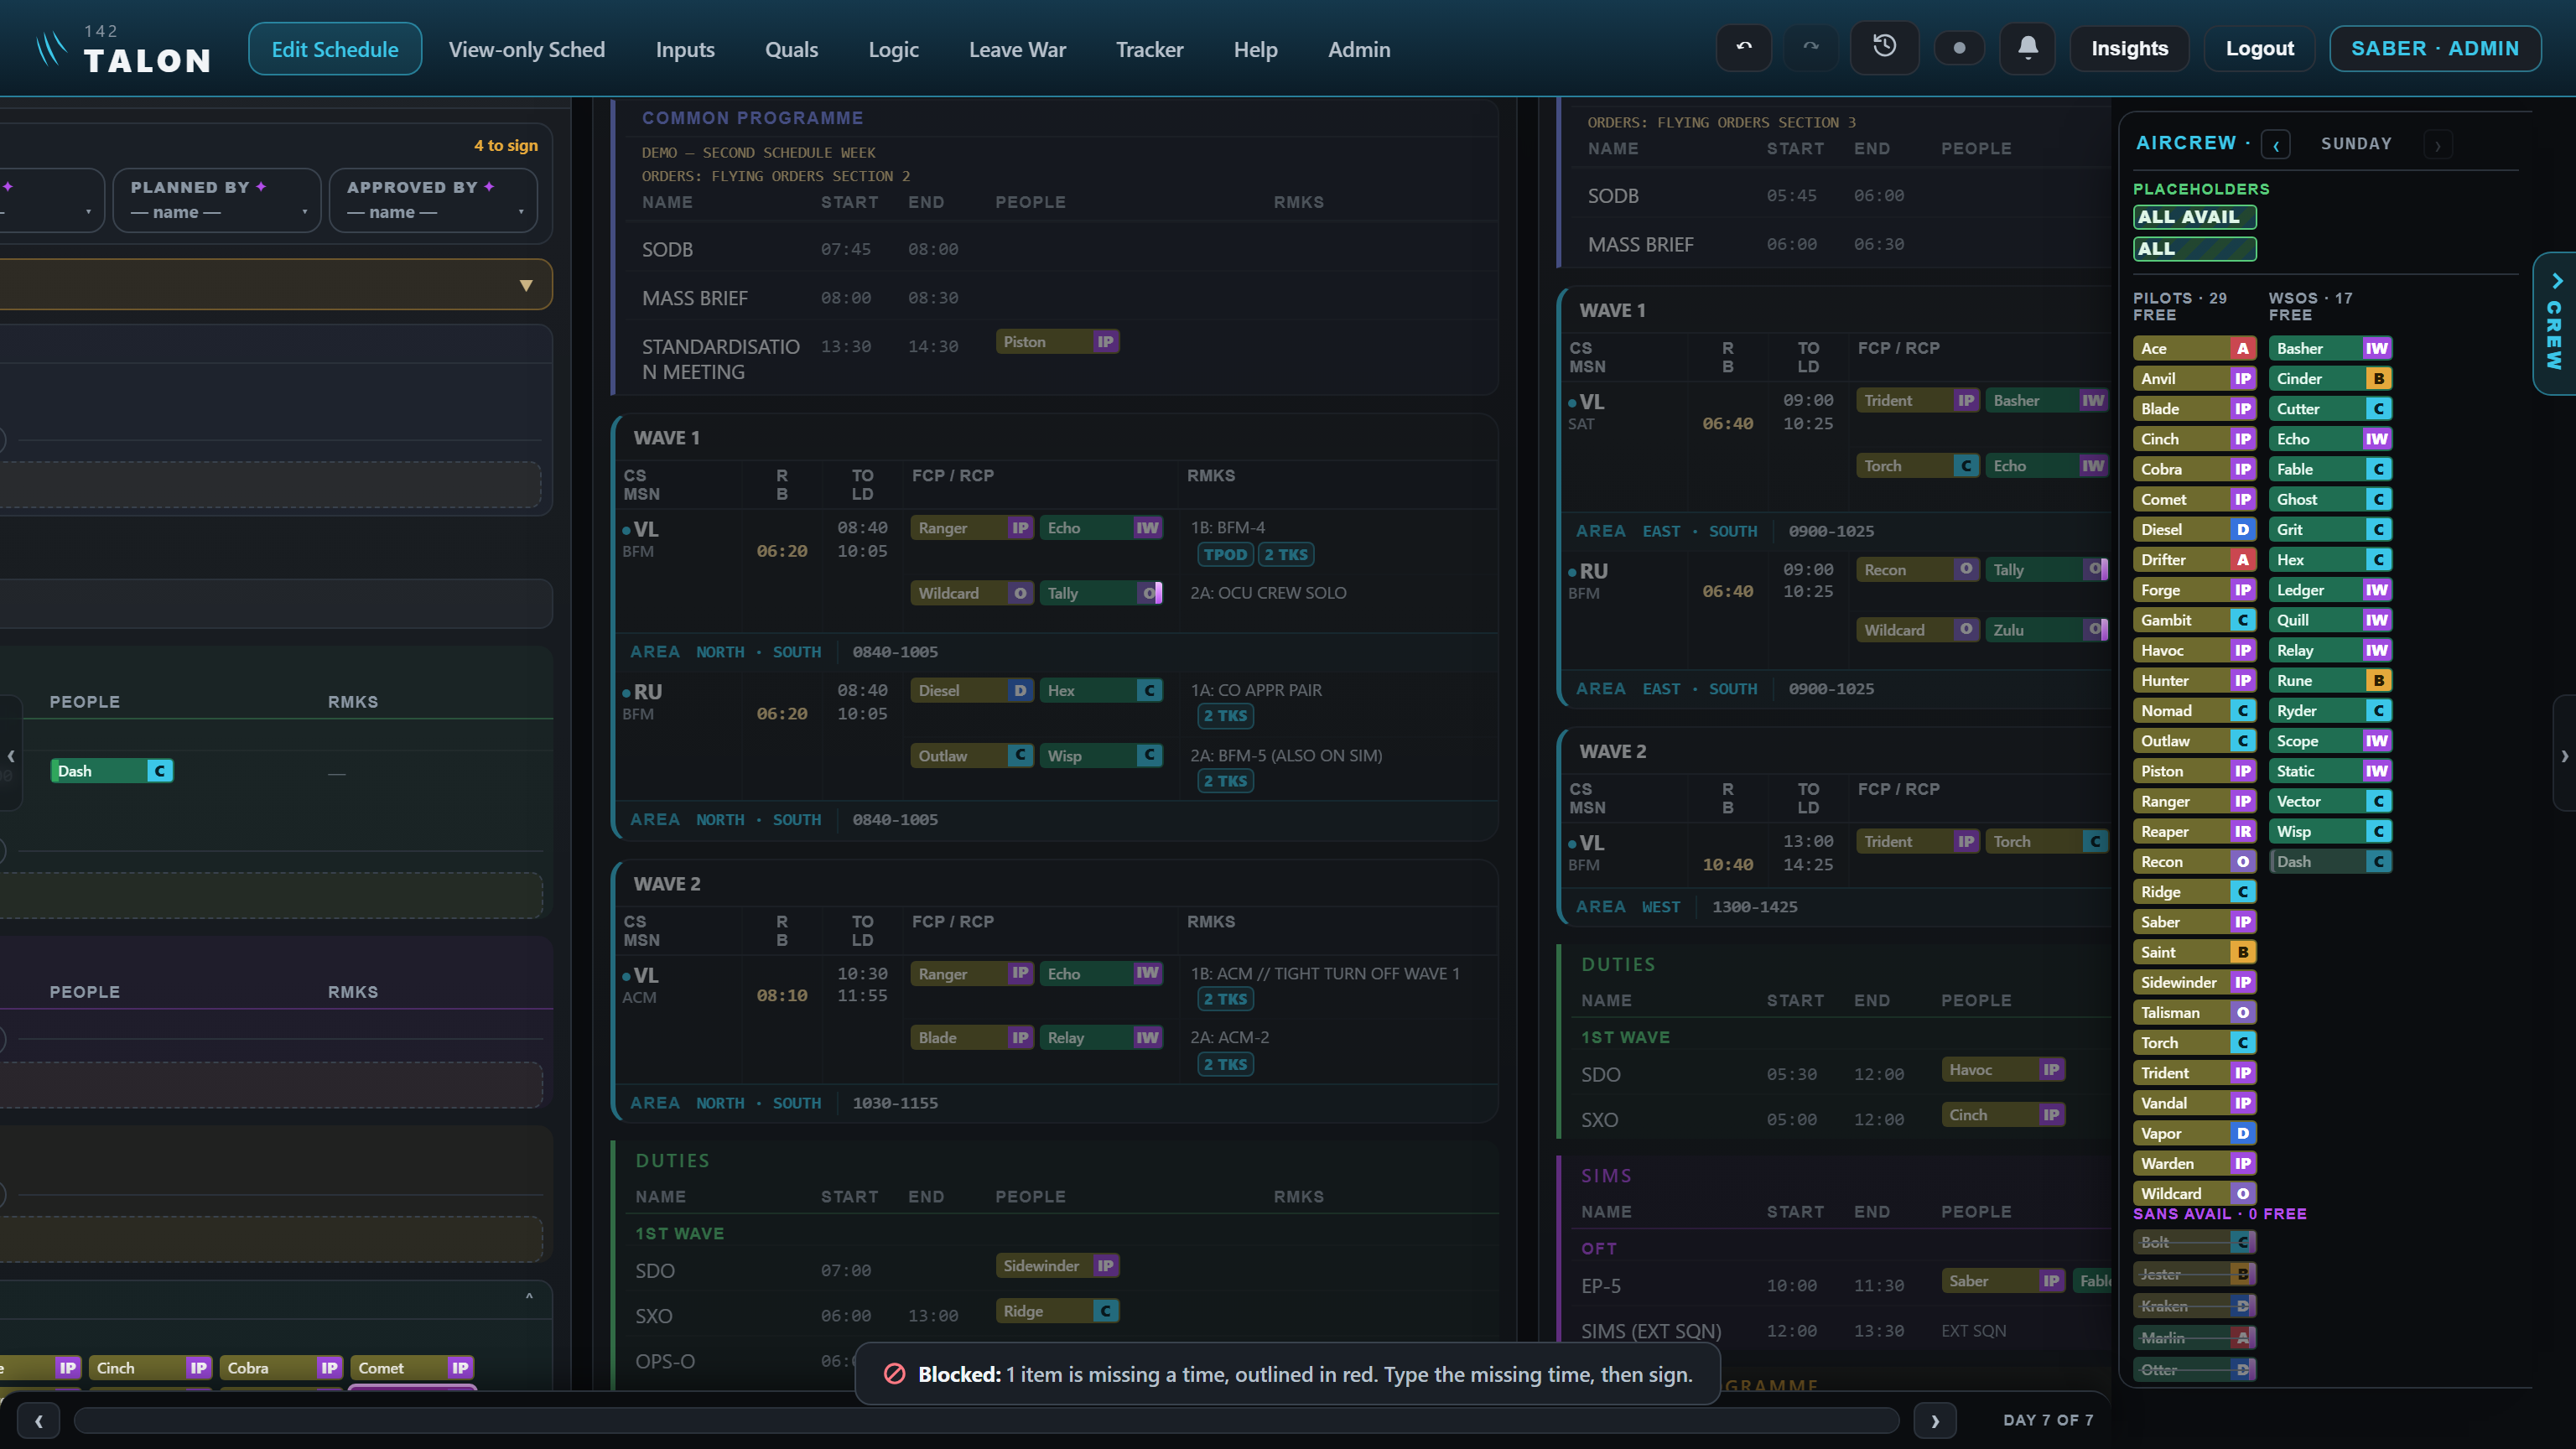 142
TALON
Edit Schedule
View-only Sched
Inputs
Quals
Logic
Leave War
Tracker
Help
Admin
Insights
Logout
SABER · ADMIN
4 to sign
PLANNED BY ✦
— name —
APPROVED BY ✦
— name —
PEOPLE RMKS
Dash C —
PEOPLE RMKS
IP Cinch IP Cobra IP Comet IP
COMMON PROGRAMME
DEMO — SECOND SCHEDULE WEEK
ORDERS: FLYING ORDERS SECTION 2
NAME START END PEOPLE RMKS
SODB 07:45 08:00
MASS BRIEF 08:00 08:30
STANDARDISATIO 13:30 14:30 Piston IP
N MEETING
WAVE 1
CS R TO FCP / RCP RMKS
MSN B LD
VL 08:40 Ranger IP Echo IW 1B: BFM-4
BFM 06:20 10:05 TPOD 2 TKS
Wildcard O Tally O 2A: OCU CREW SOLO
AREA NORTH · SOUTH 0840-1005
RU 08:40 Diesel D Hex C 1A: CO APPR PAIR
BFM 06:20 10:05 2 TKS
Outlaw C Wisp C 2A: BFM-5 (ALSO ON SIM)
2 TKS
AREA NORTH · SOUTH 0840-1005
WAVE 2
CS R TO FCP / RCP RMKS
MSN B LD
VL 10:30 Ranger IP Echo IW 1B: ACM // TIGHT TURN OFF WAVE 1
ACM 08:10 11:55 2 TKS
Blade IP Relay IW 2A: ACM-2
2 TKS
AREA NORTH · SOUTH 1030-1155
DUTIES
NAME START END PEOPLE RMKS
1ST WAVE
SDO 07:00 Sidewinder IP
SXO 06:00 13:00 Ridge C
OPS-O
ORDERS: FLYING ORDERS SECTION 3
NAME START END PEOPLE
SODB 05:45 06:00
MASS BRIEF 06:00 06:30
WAVE 1
CS R TO FCP / RCP
MSN B LD
VL 09:00 Trident IP Basher IW
SAT 06:40 10:25
Torch C Echo IW
AREA EAST · SOUTH 0900-1025
RU 09:00 Recon O Tally O
BFM 06:40 10:25
Wildcard O Zulu O
AREA EAST · SOUTH 0900-1025
WAVE 2
CS R TO FCP / RCP
MSN B LD
VL 13:00 Trident IP Torch C
BFM 10:40 14:25
AREA WEST 1300-1425
DUTIES
NAME START END PEOPLE
1ST WAVE
SDO 05:30 12:00 Havoc IP
SXO 05:00 12:00 Cinch IP
SIMS
NAME START END PEOPLE
OFT
EP-5 10:00 11:30 Saber IP
SIMS (EXT SQN) 12:00 13:30 EXT SQN
AIRCREW · ‹ SUNDAY ›
PLACEHOLDERS
ALL AVAIL
ALL
PILOTS · 29 WSOS · 17
FREE FREE
Ace A Basher IW
Anvil IP Cinder B
Blade IP Cutter C
Cinch IP Echo IW
Cobra IP Fable C
Comet IP Ghost C
Diesel D Grit C
Drifter A Hex C
Forge IP Ledger IW
Gambit C Quill IW
Havoc IP Relay IW
Hunter IP Rune B
Nomad C Ryder C
Outlaw C Scope IW
Piston IP Static IW
Ranger IP Vector C
Reaper IR Wisp C
Recon O Dash C
Ridge C
Saber IP
Saint B
Sidewinder IP
Talisman O
Torch C
Trident IP
Vandal IP
Vapor D
Warden IP
Wildcard O
SANS AVAIL · 0 FREE
Bolt C
Jester B
Kraken D
Marlin A
Otter D
CREW
Blocked: 1 item is missing a time, outlined in red. Type the missing time, then sign.
DAY 7 OF 7